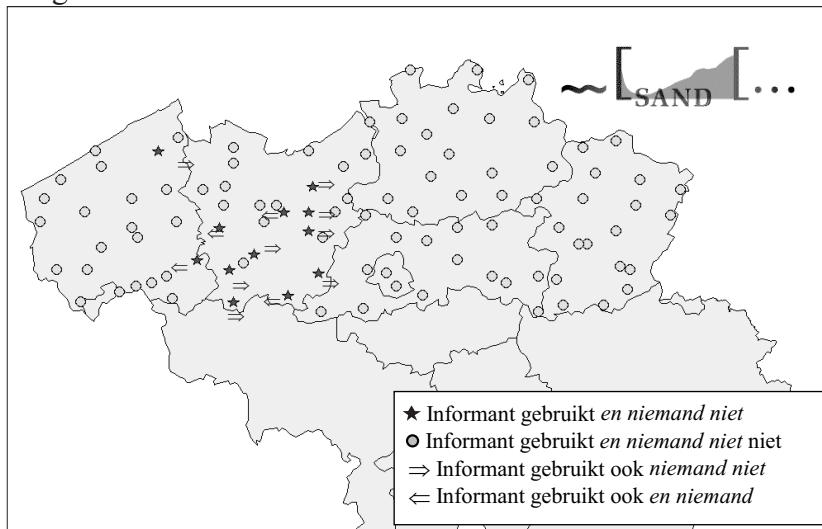 SAND
Informant gebruikt en niemand niet
Informant gebruikt en niemand niet niet
Informant gebruikt ook niemand niet
Informant gebruikt ook en niemand